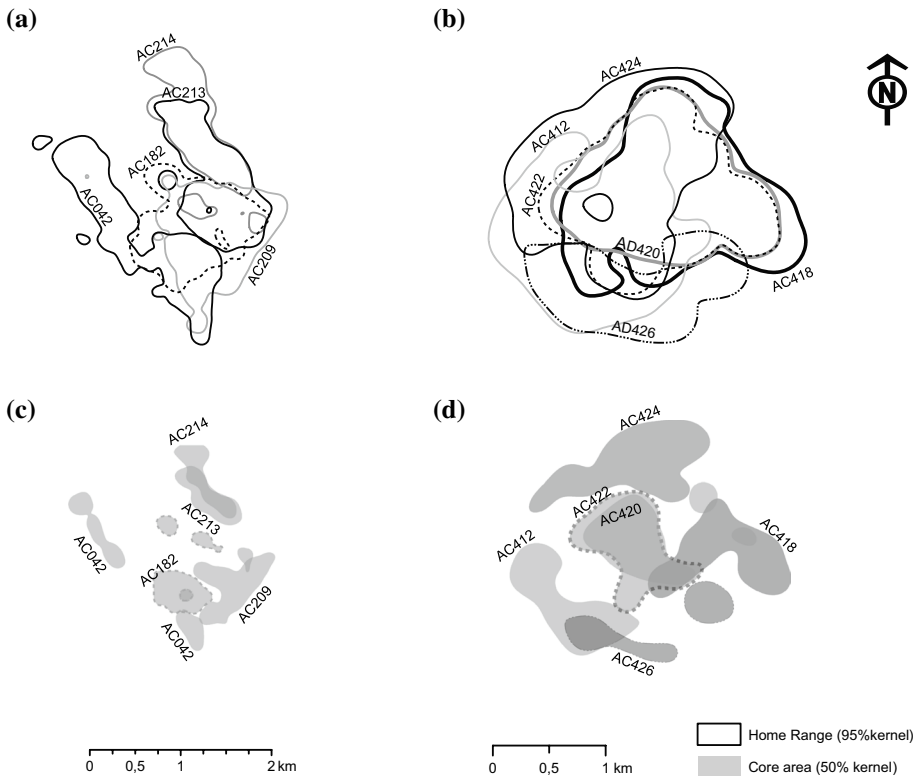 (a)
(b)
AC214
AC213
AC182
AC042
AC209
AC424
AC412
AC422
AD420
AC418
AD426
N
(c)
(d)
AC214
AC213
AC042
AC182
AC209
AC042
AC424
AC422
AC420
AC412
AC418
AC426
0 1 2 km
0 0,5 1 km
Home Range (95%kernel)
Core area (50% kernel)